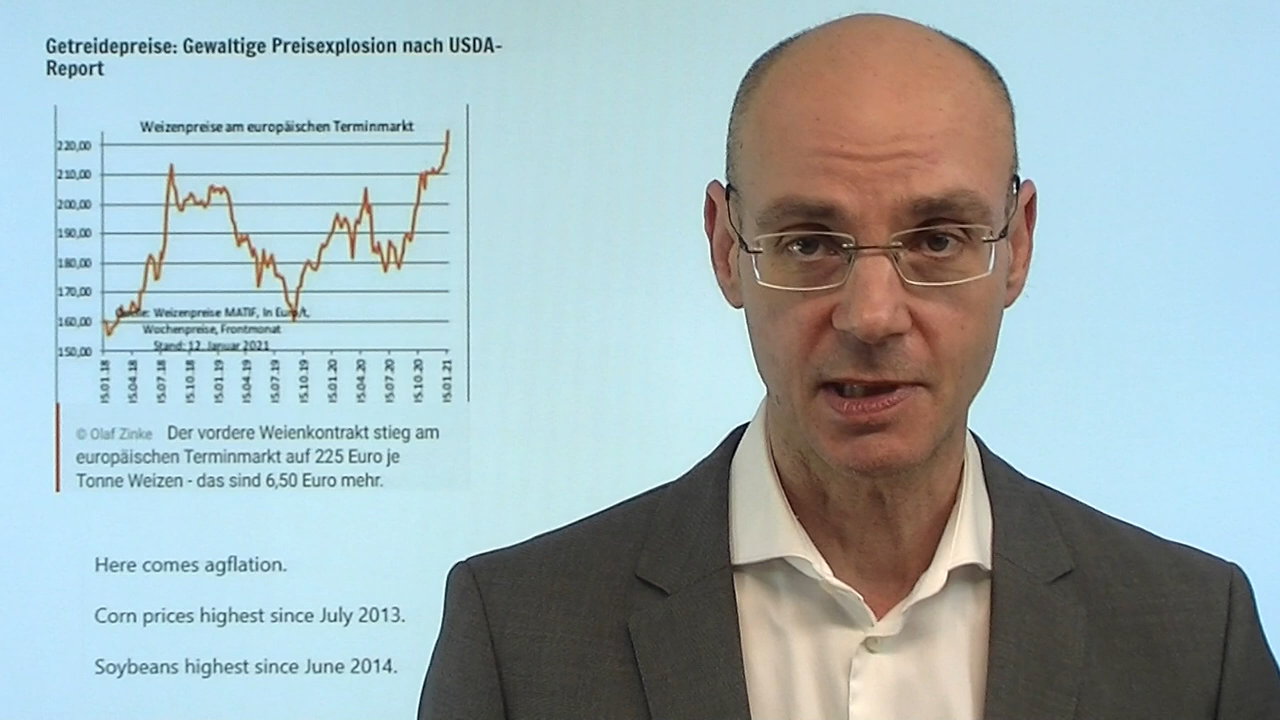 Getreidepreise: Gewaltige Preisexplosion nach USDA-
Report
Weizenpreise am europäischen Terminmarkt
220,00
210,00
200,00
190,00
180,00
170,00
160,00
150,00
Quelle: Weizenpreise MATIF, In Euro/t,
Wochenpreise, Frontmonat
Stand: 12. Januar 2021
15.01.18
15.04.18
15.07.18
15.10.18
15.01.19
15.04.19
15.07.19
15.10.19
15.01.20
15.04.20
15.07.20
15.10.20
15.01.21
© Olaf Zinke Der vordere Weienkontrakt stieg am
europäischen Terminmarkt auf 225 Euro je
Tonne Weizen - das sind 6,50 Euro mehr.
Here comes agflation.
Corn prices highest since July 2013.
Soybeans highest since June 2014.